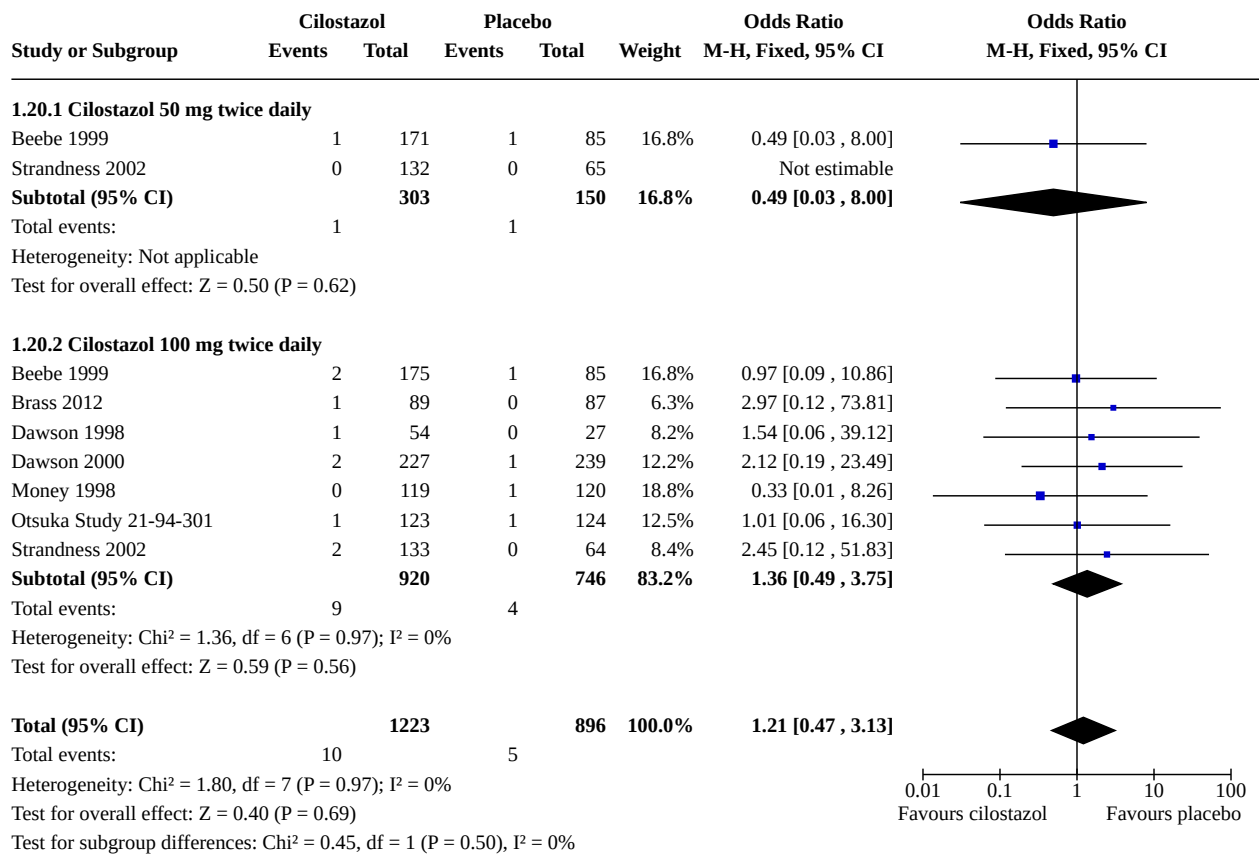 Cilostazol Placebo Odds Ratio Odds Ratio
Study or Subgroup Events Total Events Total Weight M-H, Fixed, 95% CI M-H, Fixed, 95% CI
1.20.1 Cilostazol 50 mg twice daily
Beebe 1999 1 171 1 85 16.8% 0.49 [0.03 , 8.00]
Strandness 2002 0 132 0 65 Not estimable
Subtotal (95% CI) 303 150 16.8% 0.49 [0.03 , 8.00]
Total events: 1 1
Heterogeneity: Not applicable
Test for overall effect: Z = 0.50 (P = 0.62)
1.20.2 Cilostazol 100 mg twice daily
Beebe 1999 2 175 1 85 16.8% 0.97 [0.09 , 10.86]
Brass 2012 1 89 0 87 6.3% 2.97 [0.12 , 73.81]
Dawson 1998 1 54 0 27 8.2% 1.54 [0.06 , 39.12]
Dawson 2000 2 227 1 239 12.2% 2.12 [0.19 , 23.49]
Money 1998 0 119 1 120 18.8% 0.33 [0.01 , 8.26]
Otsuka Study 21-94-301 1 123 1 124 12.5% 1.01 [0.06 , 16.30]
Strandness 2002 2 133 0 64 8.4% 2.45 [0.12 , 51.83]
Subtotal (95% CI) 920 746 83.2% 1.36 [0.49 , 3.75]
Total events: 9 4
Heterogeneity: Chi² = 1.36, df = 6 (P = 0.97); I² = 0%
Test for overall effect: Z = 0.59 (P = 0.56)
Total (95% CI) 1223 896 100.0% 1.21 [0.47 , 3.13]
Total events: 10 5
Heterogeneity: Chi² = 1.80, df = 7 (P = 0.97); I² = 0%
Test for overall effect: Z = 0.40 (P = 0.69)
Test for subgroup differences: Chi² = 0.45, df = 1 (P = 0.50), I² = 0%
0.01 0.1 1 10 100
Favours cilostazol Favours placebo